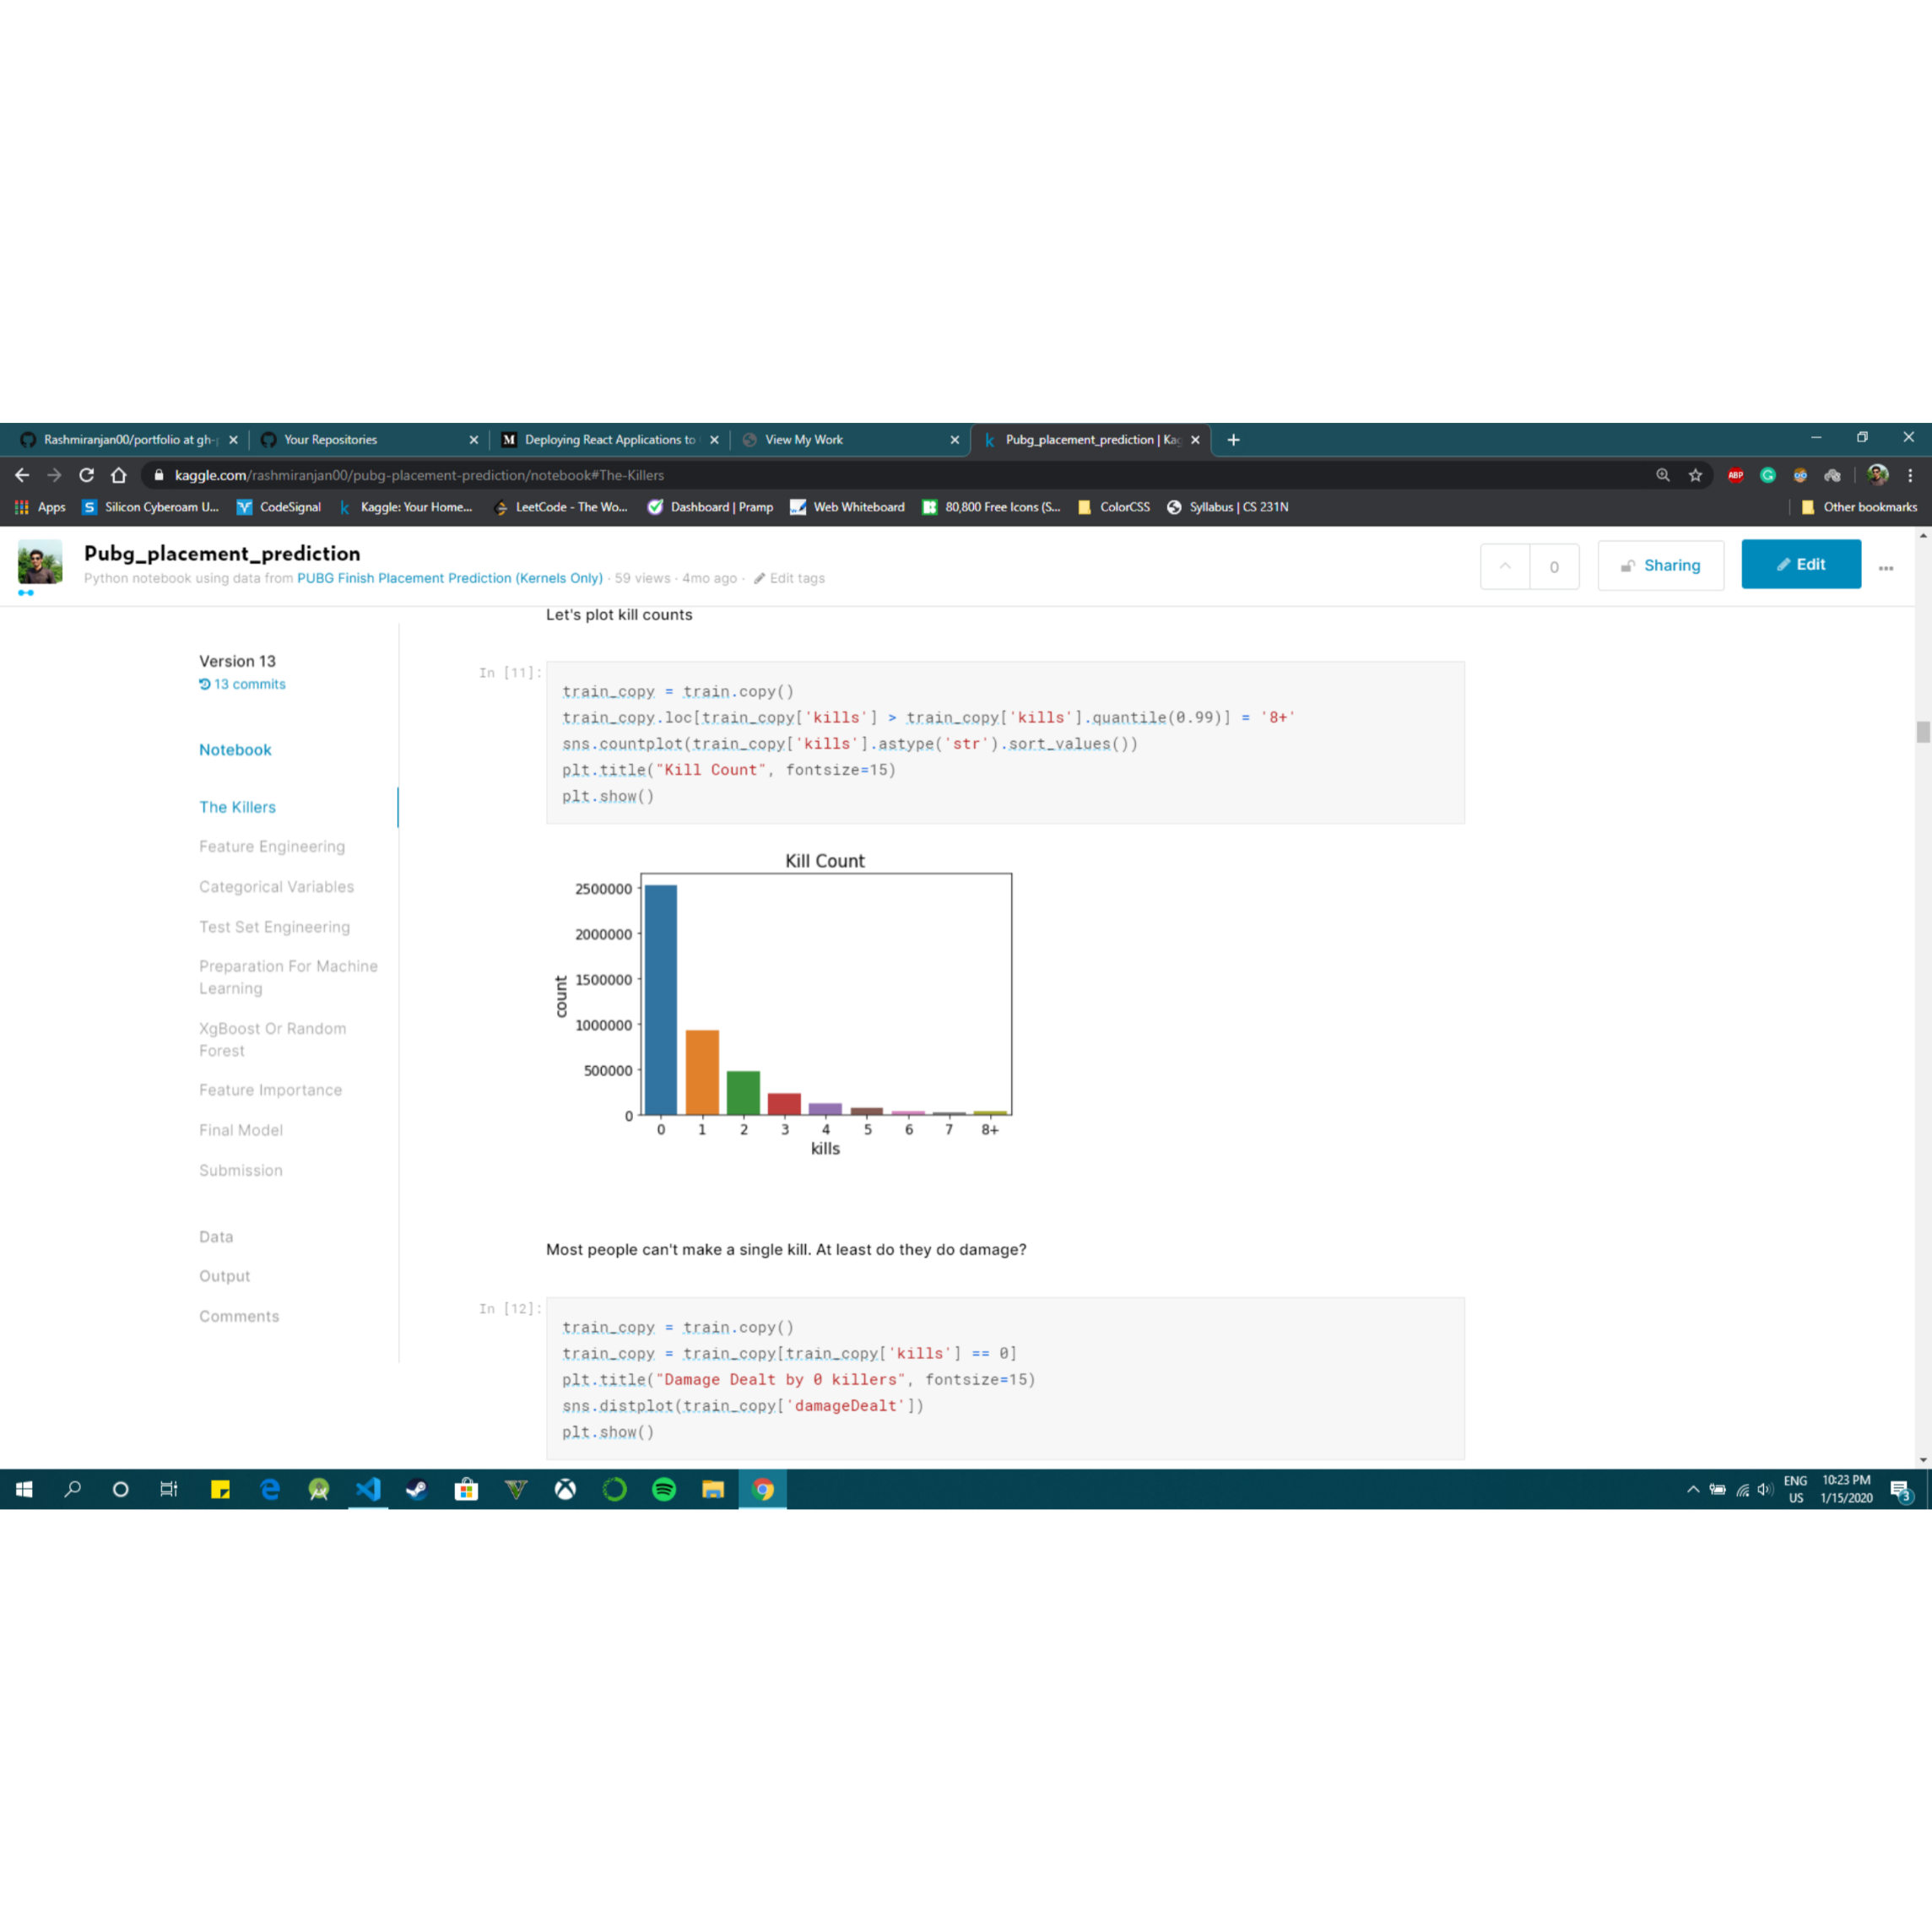 Rashmiranjan00/portfolio at gh-
Your Repositories
M Deploying React Applications to
View My Work
k Pubg_placement_prediction | Kag
kaggle.com/rashmiranjan00/pubg-placement-prediction/notebook#The-Killers
ABP
Apps
S Silicon Cyberoam U...
CodeSignal
k Kaggle: Your Home...
LeetCode - The Wo...
Dashboard | Pramp
Web Whiteboard
80,800 Free Icons (S...
ColorCSS
Syllabus | CS 231N
Other bookmarks
Pubg_placement_prediction
Python notebook using data from PUBG Finish Placement Prediction (Kernels Only) · 59 views · 4mo ago · Edit tags
0
Sharing
Edit
Version 13
13 commits
Notebook
The Killers
Feature Engineering
Categorical Variables
Test Set Engineering
Preparation For Machine
Learning
XgBoost Or Random
Forest
Feature Importance
Final Model
Submission
Data
Output
Comments
Let's plot kill counts
In [11]:
train_copy = train.copy()
train_copy.loc[train_copy['kills'] > train_copy['kills'].quantile(0.99)] = '8+'
sns.countplot(train_copy['kills'].astype('str').sort_values())
plt.title("Kill Count", fontsize=15)
plt.show()
Kill Count
2500000
2000000
1500000
1000000
500000
0
count
0 1 2 3 4 5 6 7 8+
kills
Most people can't make a single kill. At least do they do damage?
In [12]:
train_copy = train.copy()
train_copy = train_copy[train_copy['kills'] == 0]
plt.title("Damage Dealt by 0 killers", fontsize=15)
sns.distplot(train_copy['damageDealt'])
plt.show()
ENG
US
10:23 PM
1/15/2020
3